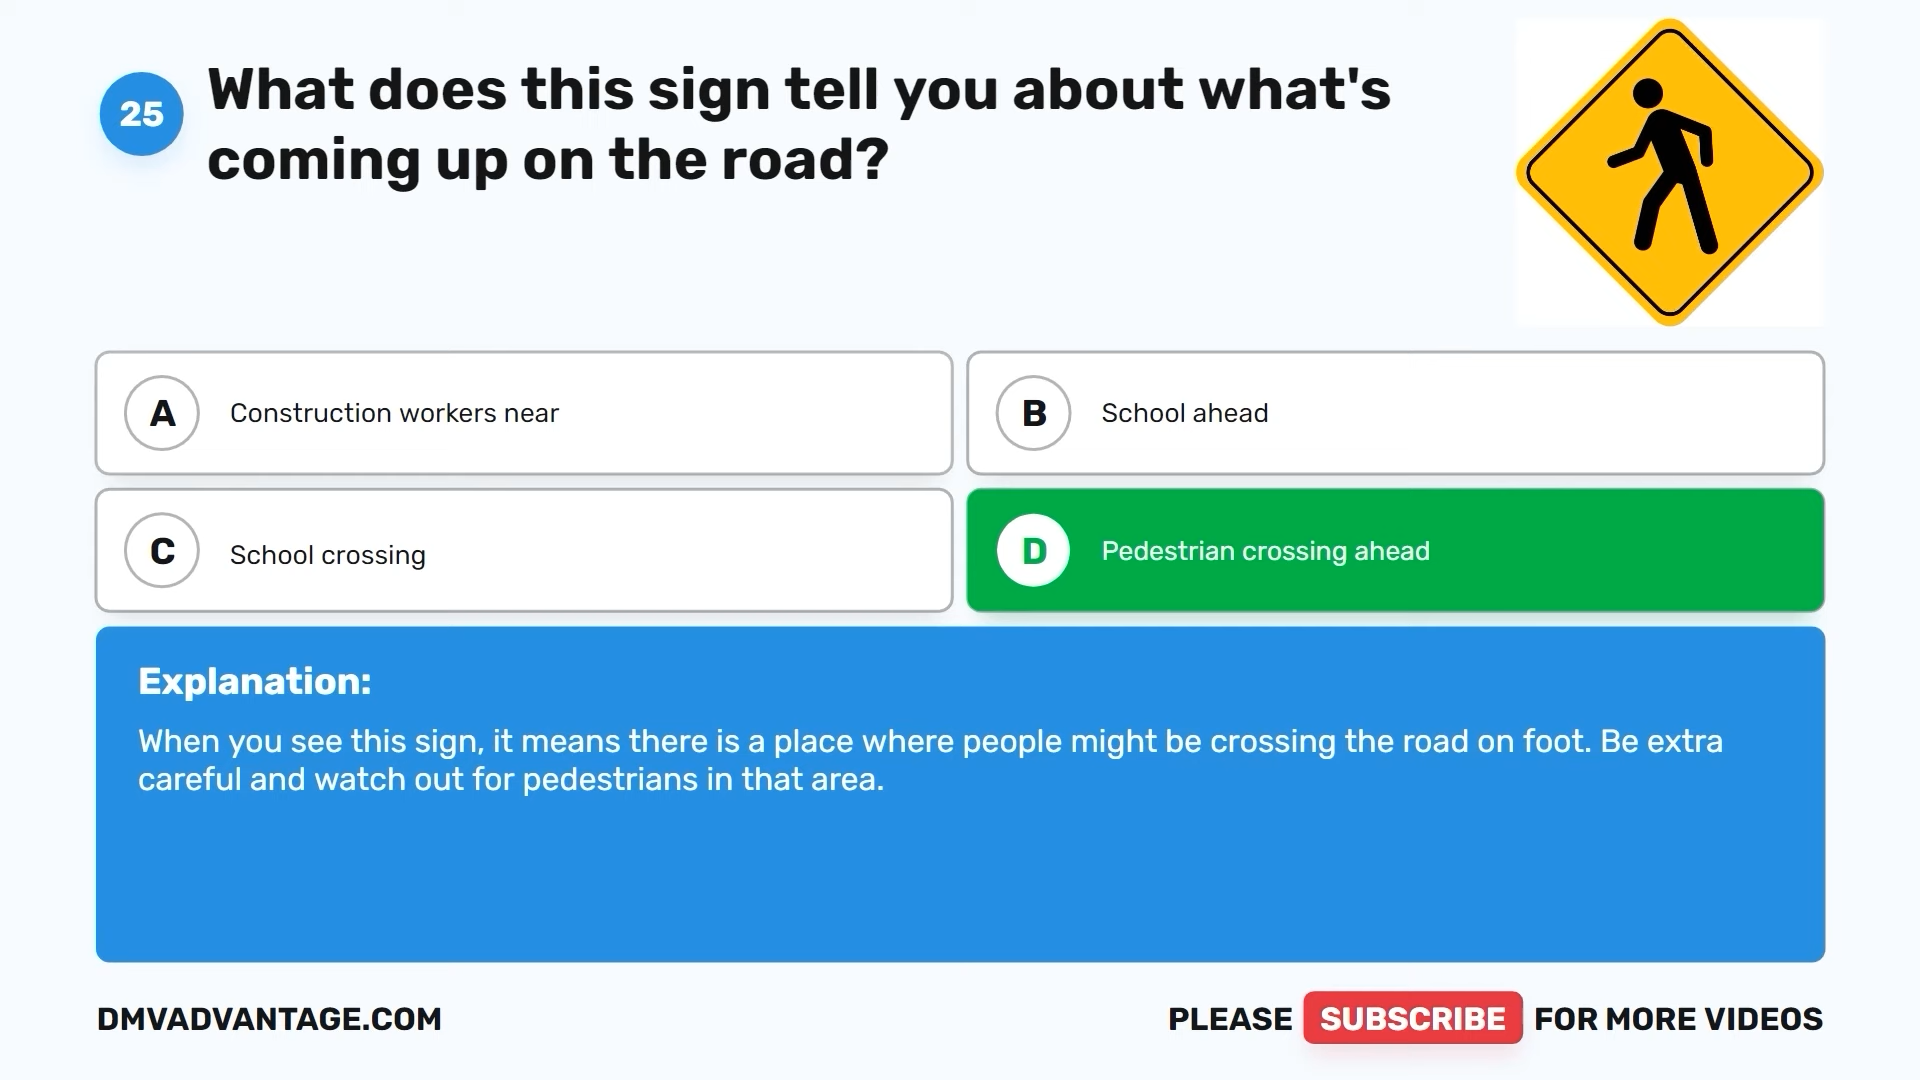 25
What does this sign tell you about what's
coming up on the road?
A
Construction workers near
B
School ahead
C
School crossing
D
Pedestrian crossing ahead
Explanation:
When you see this sign, it means there is a place where people might be crossing the road on foot. Be extra
careful and watch out for pedestrians in that area.
DMVADVANTAGE.COM
PLEASE SUBSCRIBE FOR MORE VIDEOS